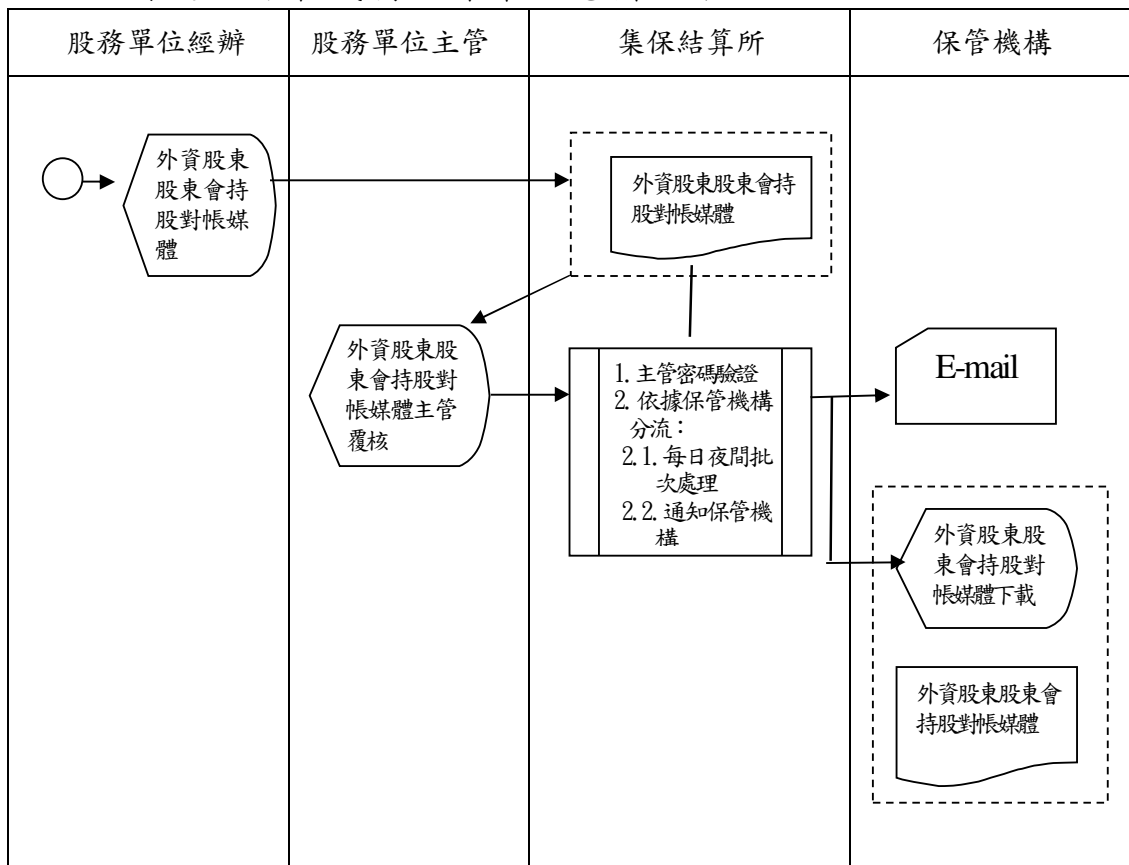 股務單位經辦
股務單位主管
集保結算所
保管機構
外資股東
股東會持
股對帳媒
體
外資股東股東會持
股對帳媒體
外資股東股
東會持股對
帳媒體主管
覆核
1. 主管密碼驗證
2. 依據保管機構
分流：
2.1. 每日夜間批
次處理
2.2. 通知保管機
構
E-mail
外資股東股
東會持股對
帳媒體下載
外資股東股東會
持股對帳媒體